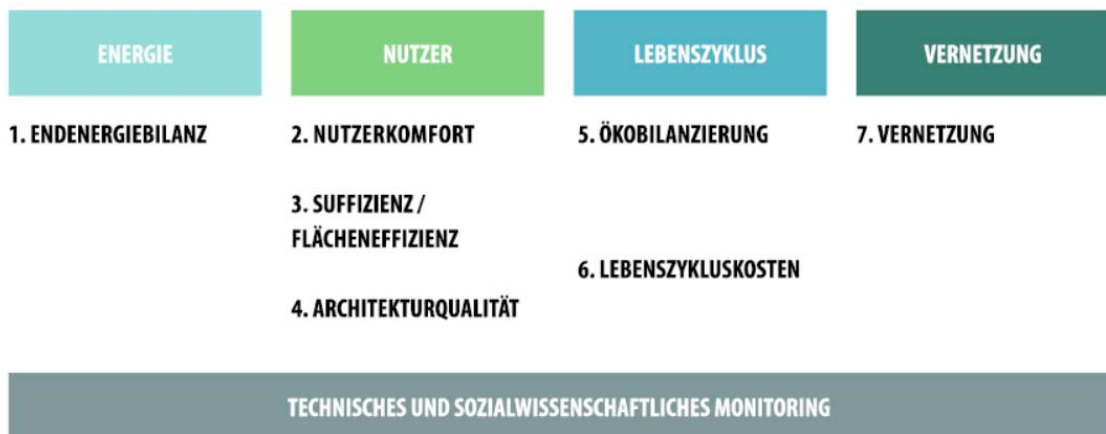 ENERGIE
NUTZER
LEBENSZYKLUS
VERNETZUNG
1. ENDENERGIEBILANZ
2. NUTZERKOMFORT
3. SUFFIZIENZ /
FLÄCHENEFFIZIENZ
4. ARCHITEKTURQUALITÄT
5. ÖKOBILANZIERUNG
6. LEBENSZYKLUSKOSTEN
7. VERNETZUNG
TECHNISCHES UND SOZIALWISSENSCHAFTLICHES MONITORING